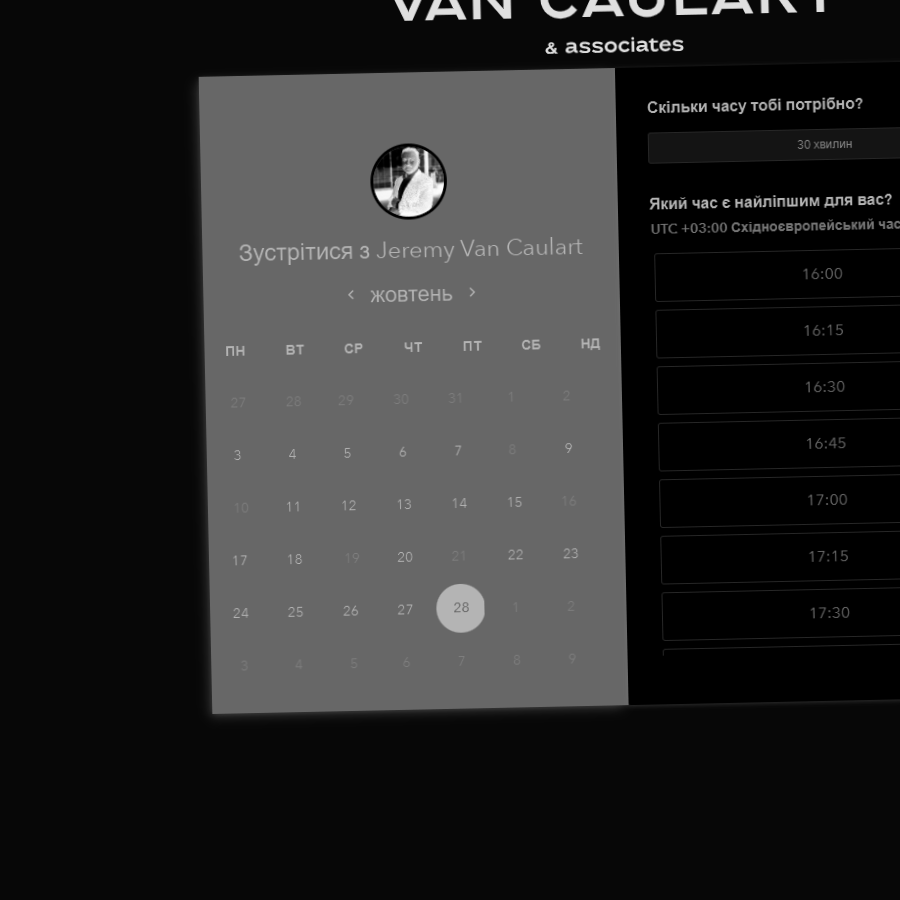 VAN CAULART
& associates
Зустрітися з Jeremy Van Caulart
жовтень
ПН ВТ СР ЧТ ПТ СБ НД
27 28 29 30 31 1 2
3 4 5 6 7 8 9
10 11 12 13 14 15 16
17 18 19 20 21 22 23
24 25 26 27 28 1 2
3 4 5 6 7 8 9
Скільки часу тобі потрібно?
30 хвилин
Який час є найліпшим для вас?
UTC +03:00 Східноєвропейський час
16:00
16:15
16:30
16:45
17:00
17:15
17:30